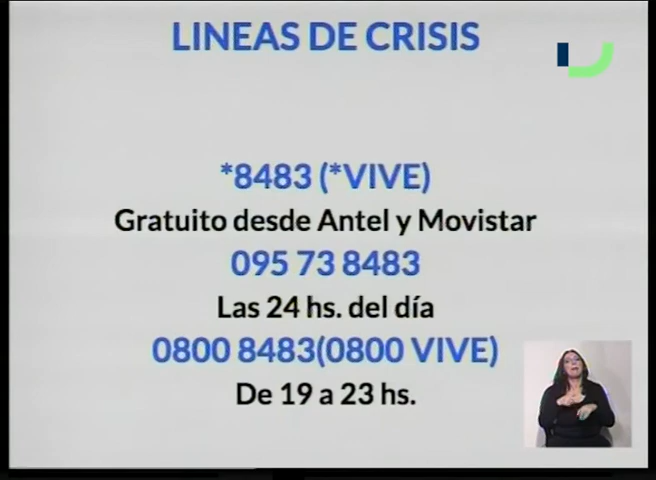 LINEAS DE CRISIS
*8483 (*VIVE)
Gratuito desde Antel y Movistar
095 73 8483
Las 24 hs. del día
0800 8483(0800 VIVE)
De 19 a 23 hs.